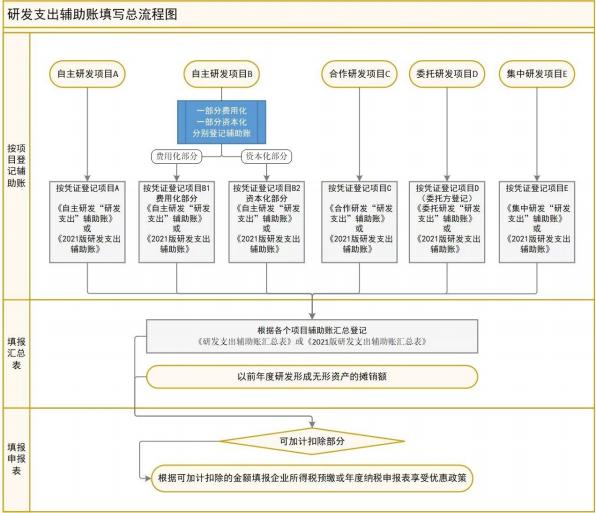 研发支出辅助账填写总流程图
按项目登记辅助账
自主研发项目A
自主研发项目B
合作研发项目C
委托研发项目D
集中研发项目E
一部分费用化
一部分资本化
分别登记辅助账
费用化部分
资本化部分
按凭证登记项目A
《自主研发“研发
支出”辅助账》
或
《2021版研发支出
辅助账》
按凭证登记项目B1
费用化部分
《自主研发“研发
支出”辅助账》
或
《2021版研发支出
辅助账》
按凭证登记项目B2
资本化部分
《自主研发“研发
支出”辅助账》
或
《2021版研发支出
辅助账》
按凭证登记项目C
《合作研发“研发
支出”辅助账》
或
《2021版研发支出
辅助账》
按凭证登记项目D
（委托方登记）
《委托研发“研发
支出”辅助账》
或
《2021版研发支出
辅助账》
按凭证登记项目E
《集中研发“研发
支出”辅助账》
或
《2021版研发支出
辅助账》
填报
汇总
表
根据各个项目辅助账汇总登记
《研发支出辅助账汇总表》或《2021版研发支出辅助账汇总表》
以前年度研发形成无形资产的摊销额
填报
申报
表
可加计扣除部分
根据可加计扣除的金额填报企业所得税预缴或年度纳税申报表享受优惠政策